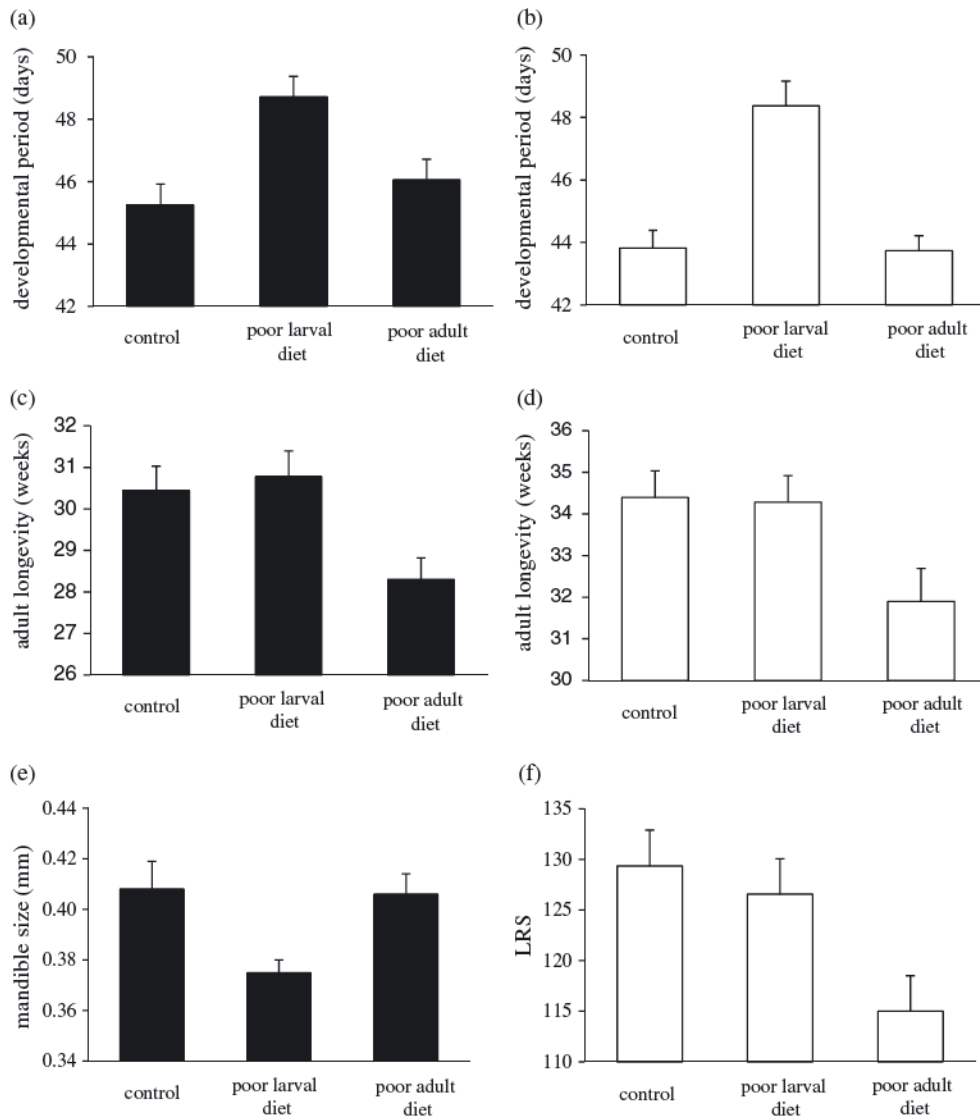 (a)
developmental period (days)
50
48
46
44
42
control
poor larval
diet
poor adult
diet
(b)
developmental period (days)
50
48
46
44
42
control
poor larval
diet
poor adult
diet
(c)
adult longevity (weeks)
32
31
30
29
28
27
26
control
poor larval
diet
poor adult
diet
(d)
adult longevity (weeks)
36
35
34
33
32
31
30
control
poor larval
diet
poor adult
diet
(e)
mandible size (mm)
0.44
0.42
0.40
0.38
0.36
0.34
control
poor larval
diet
poor adult
diet
(f)
LRS
135
130
125
120
115
110
control
poor larval
diet
poor adult
diet